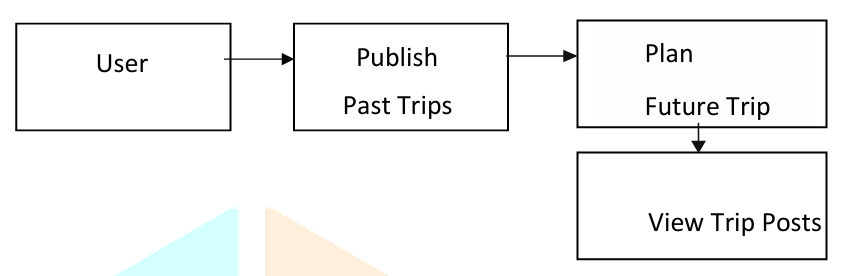 User
Publish
Past Trips
Plan
Future Trip
View Trip Posts